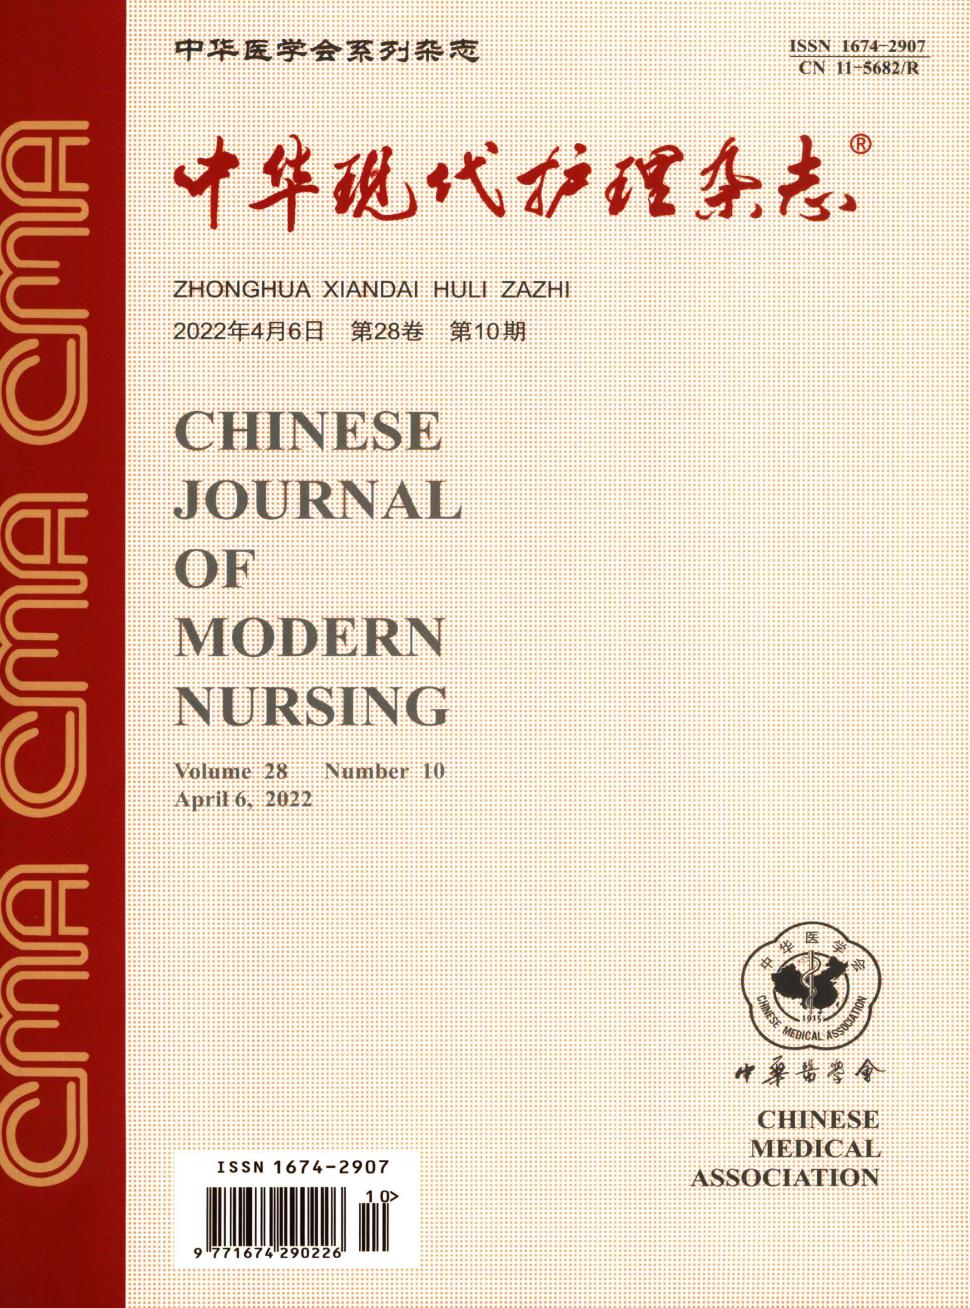 中华医学会系列杂志
ISSN 1674-2907
CN 11-5682/R
中华现代护理杂志®
ZHONGHUA XIANDAI HULI ZAZHI
2022年4月6日 第28卷 第10期
CHINESE
JOURNAL
OF
MODERN
NURSING
Volume 28 Number 10
April 6, 2022
CMA CMA CMA
中华医学会
1915
CHINESE MEDICAL ASSOCIATION
中華醫學會
CHINESE
MEDICAL
ASSOCIATION
ISSN 1674-2907
10>
9 771674 290226